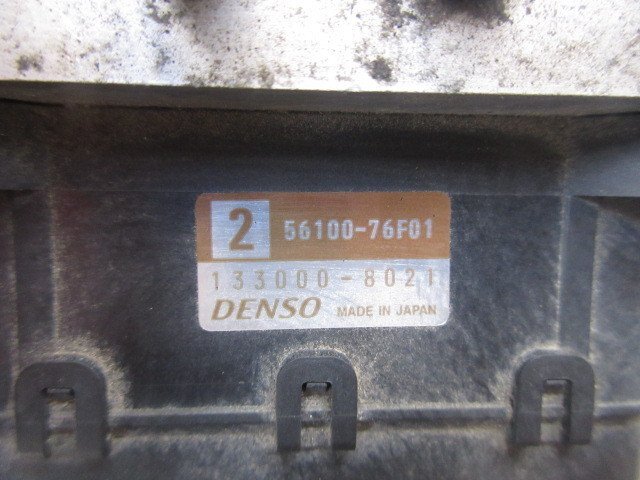 2 56100-76F01
133000-8021
DENSO MADE IN JAPAN